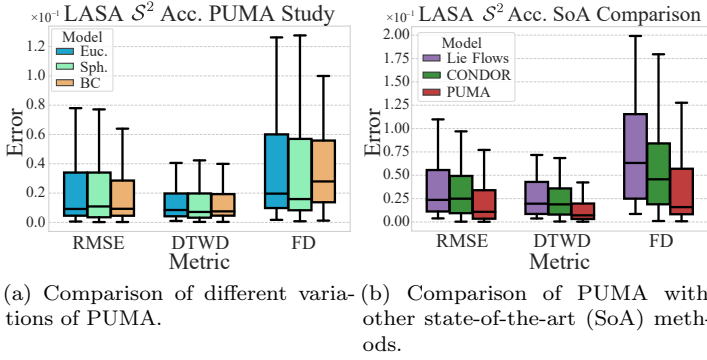 ×10⁻¹ LASA 𝒮² Acc. PUMA Study
Model
Euc.
Sph.
BC
Error
1.2
1.0
0.8
0.6
0.4
0.2
0.0
RMSE DTWD FD
Metric
(a) Comparison of different varia-
tions of PUMA.
×10⁻¹ LASA 𝒮² Acc. SoA Comparison
Model
Lie Flows
CONDOR
PUMA
Error
2.00
1.75
1.50
1.25
1.00
0.75
0.50
0.25
0.00
RMSE DTWD FD
Metric
(b) Comparison of PUMA with
other state-of-the-art (SoA) meth-
ods.